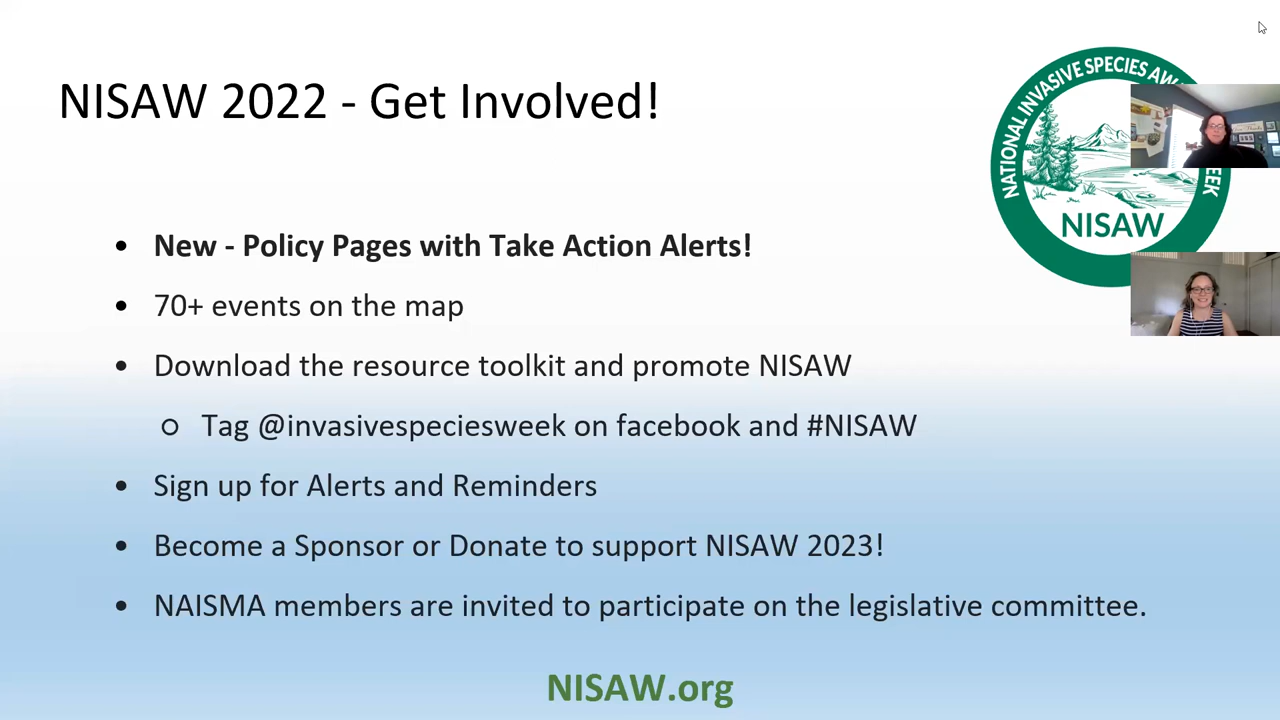 NISAW 2022 - Get Involved!
NATIONAL INVASIVE SPECIES AW
EEK
NISAW
• New - Policy Pages with Take Action Alerts!
• 70+ events on the map
• Download the resource toolkit and promote NISAW
○ Tag @invasivespeciesweek on facebook and #NISAW
• Sign up for Alerts and Reminders
• Become a Sponsor or Donate to support NISAW 2023!
• NAISMA members are invited to participate on the legislative committee.
NISAW.org